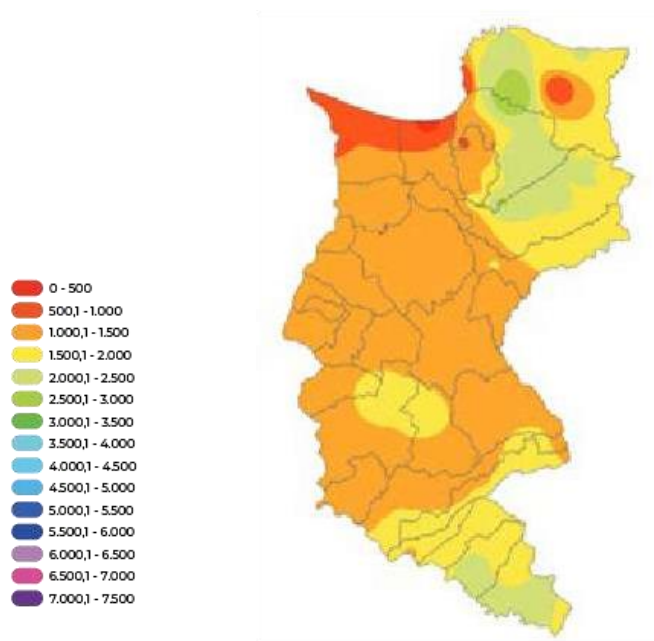 0 - 500
500,1 - 1.000
1.000,1 - 1.500
1.500,1 - 2.000
2.000,1 - 2.500
2.500,1 - 3.000
3.000,1 - 3.500
3.500,1 - 4.000
4.000,1 - 4.500
4.500,1 - 5.000
5.000,1 - 5.500
5.500,1 - 6.000
6.000,1 - 6.500
6.500,1 - 7.000
7.000,1 - 7.500